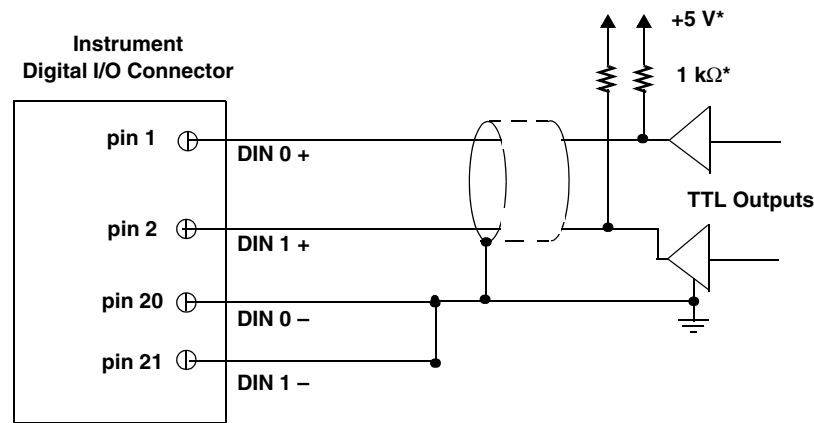 +5 V*
Instrument
Digital I/O Connector
1 kΩ*
pin 1
DIN 0 +
TTL Outputs
pin 2
DIN 1 +
pin 20
DIN 0 –
pin 21
DIN 1 –